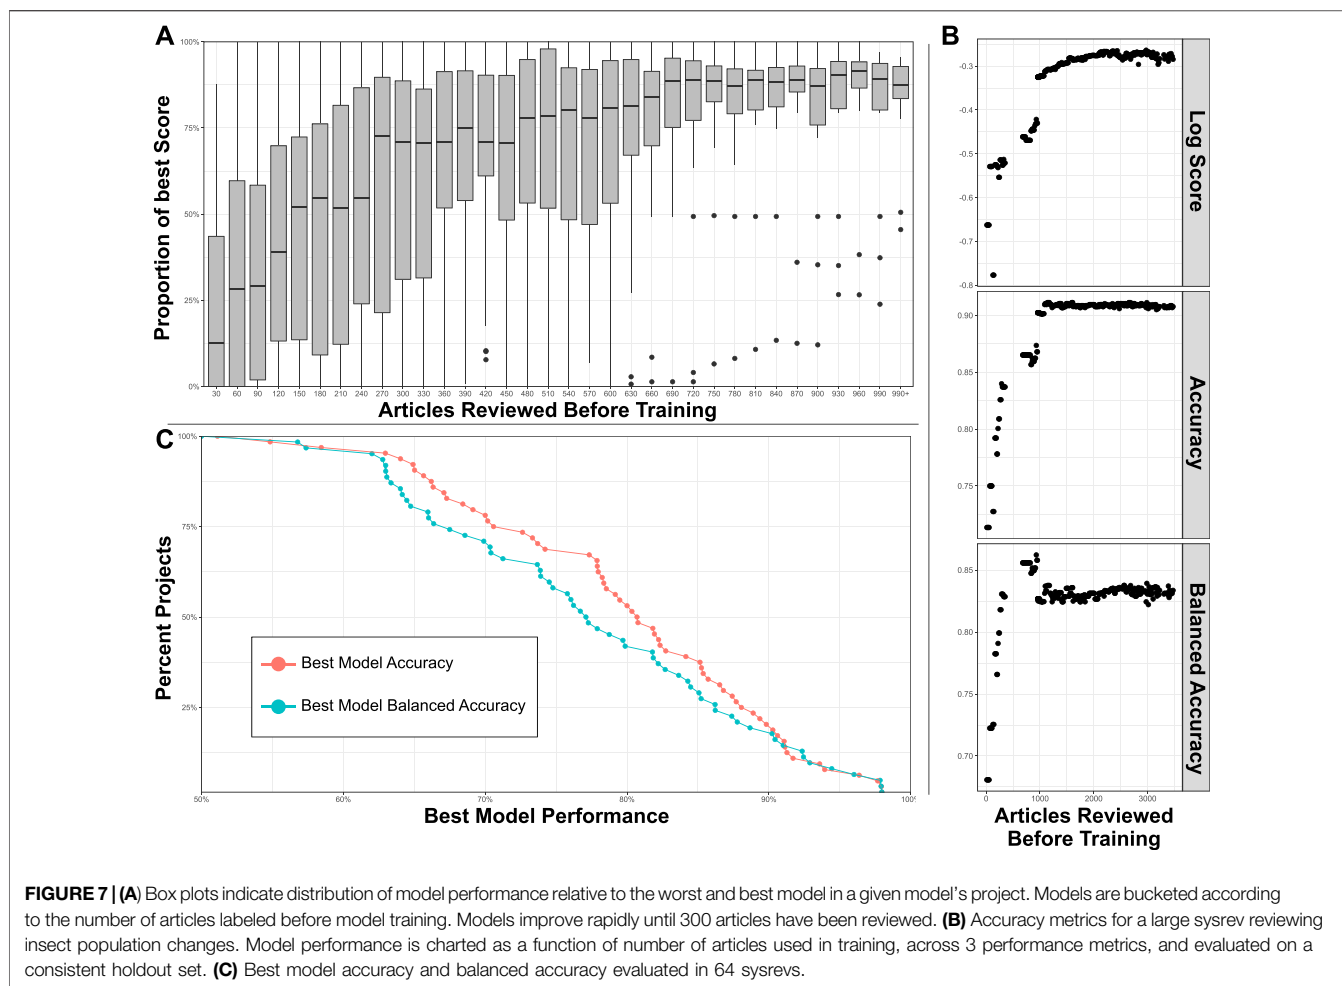 A
Proportion of best Score
100%
75%
50%
25%
0%
30 60 90 120 150 180 210 240 270 300 330 360 390 420 450 480 510 540 570 600 630 660 690 720 750 780 810 840 870 900 930 960 990 990+
Articles Reviewed Before Training
B
-0.3
-0.4
-0.5
-0.6
-0.7
-0.8
Log Score
0.90
0.85
0.80
0.75
Accuracy
0.85
0.80
0.75
0.70
Balanced Accuracy
0 1000 2000 3000
Articles Reviewed
Before Training
C
Percent Projects
100%
75%
50%
25%
Best Model Accuracy
Best Model Balanced Accuracy
50% 60% 70% 80% 90% 100%
Best Model Performance
FIGURE 7 | (A) Box plots indicate distribution of model performance relative to the worst and best model in a given model's project. Models are bucketed according
to the number of articles labeled before model training. Models improve rapidly until 300 articles have been reviewed. (B) Accuracy metrics for a large sysrev reviewing
insect population changes. Model performance is charted as a function of number of articles used in training, across 3 performance metrics, and evaluated on a
consistent holdout set. (C) Best model accuracy and balanced accuracy evaluated in 64 sysrevs.